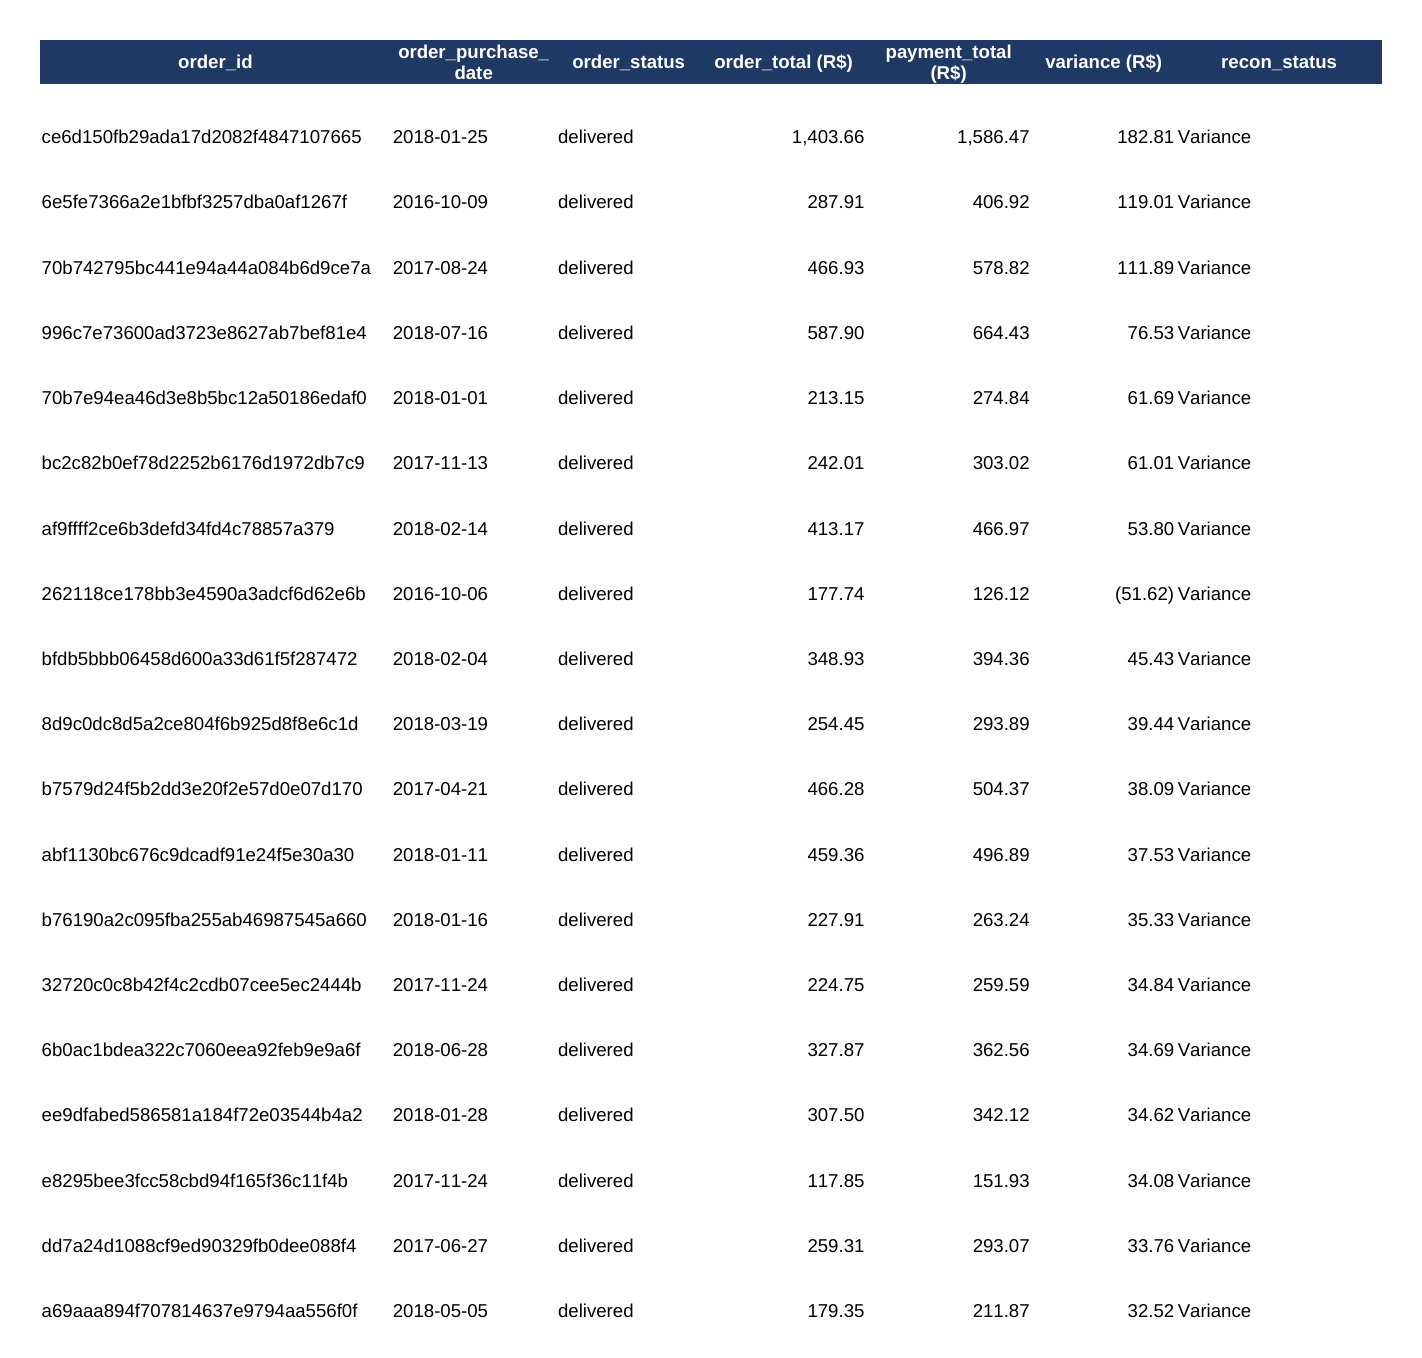 order_id order_purchase_date order_status order_total (R$) payment_total (R$) variance (R$) recon_status
ce6d150fb29ada17d2082f4847107665 2018-01-25 delivered 1,403.66 1,586.47 182.81 Variance
6e5fe7366a2e1bfbf3257dba0af1267f 2016-10-09 delivered 287.91 406.92 119.01 Variance
70b742795bc441e94a44a084b6d9ce7a 2017-08-24 delivered 466.93 578.82 111.89 Variance
996c7e73600ad3723e8627ab7bef81e4 2018-07-16 delivered 587.90 664.43 76.53 Variance
70b7e94ea46d3e8b5bc12a50186edaf0 2018-01-01 delivered 213.15 274.84 61.69 Variance
bc2c82b0ef78d2252b6176d1972db7c9 2017-11-13 delivered 242.01 303.02 61.01 Variance
af9ffff2ce6b3defd34fd4c78857a379 2018-02-14 delivered 413.17 466.97 53.80 Variance
262118ce178bb3e4590a3adcf6d62e6b 2016-10-06 delivered 177.74 126.12 (51.62) Variance
bfdb5bbb06458d600a33d61f5f287472 2018-02-04 delivered 348.93 394.36 45.43 Variance
8d9c0dc8d5a2ce804f6b925d8f8e6c1d 2018-03-19 delivered 254.45 293.89 39.44 Variance
b7579d24f5b2dd3e20f2e57d0e07d170 2017-04-21 delivered 466.28 504.37 38.09 Variance
abf1130bc676c9dcadf91e24f5e30a30 2018-01-11 delivered 459.36 496.89 37.53 Variance
b76190a2c095fba255ab46987545a660 2018-01-16 delivered 227.91 263.24 35.33 Variance
32720c0c8b42f4c2cdb07cee5ec2444b 2017-11-24 delivered 224.75 259.59 34.84 Variance
6b0ac1bdea322c7060eea92feb9e9a6f 2018-06-28 delivered 327.87 362.56 34.69 Variance
ee9dfabed586581a184f72e03544b4a2 2018-01-28 delivered 307.50 342.12 34.62 Variance
e8295bee3fcc58cbd94f165f36c11f4b 2017-11-24 delivered 117.85 151.93 34.08 Variance
dd7a24d1088cf9ed90329fb0dee088f4 2017-06-27 delivered 259.31 293.07 33.76 Variance
a69aaa894f707814637e9794aa556f0f 2018-05-05 delivered 179.35 211.87 32.52 Variance